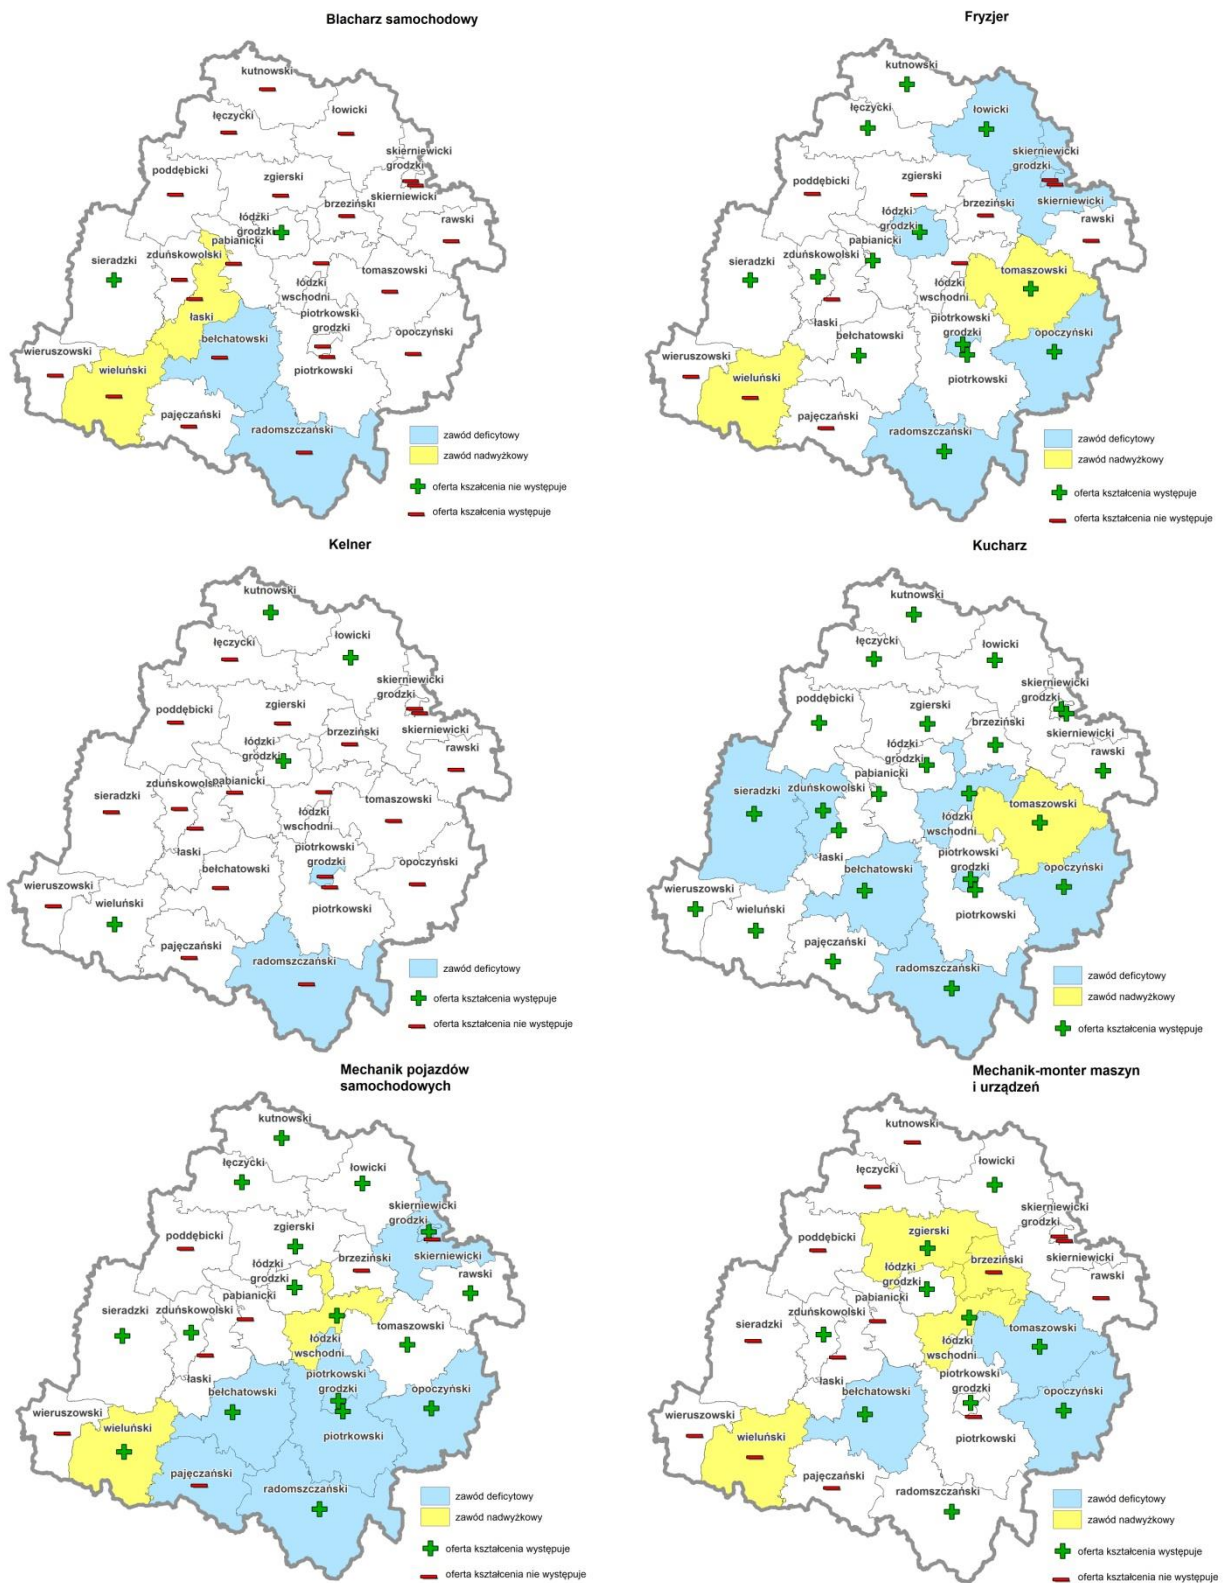 Blacharz samochodowy
kutnowski
łęczycki
łowicki
skierniewicki
grodzki
poddębicki
zgierski
brzeziński
skierniewicki
łódźki
grodzki
rawski
sieradzki
zduńskowolski
pabianicki
tomaszowski
łódzki
wschodni
łaski
piotrkowski
grodzki
opoczyński
bełchatowski
wieruszowski
wieluński
piotrkowski
pajęczański
radomszczański
zawód deficytowy
zawód nadwyżkowy
oferta kształcenia nie występuje
oferta kszałcenia występuje
Fryzjer
kutnowski
łęczycki
łowicki
skierniewicki
grodzki
poddębicki
zgierski
brzeziński
skierniewicki
łódzki
grodzki
rawski
sieradzki
zduńskowolski
pabianicki
tomaszowski
łódzki
wschodni
łaski
piotrkowski
grodzki
opoczyński
bełchatowski
wieruszowski
wieluński
piotrkowski
pajęczański
radomszczański
zawód deficytowy
zawód nadwyżkowy
oferta kształcenia występuje
oferta kszałcenia nie występuje
Kelner
kutnowski
łęczycki
łowicki
skierniewicki
grodzki
poddębicki
zgierski
brzeziński
skierniewicki
łódzki
grodzki
rawski
sieradzki
zduńskowolski
pabianicki
tomaszowski
łódzki
wschodni
łaski
piotrkowski
grodzki
opoczyński
bełchatowski
wieruszowski
wieluński
piotrkowski
pajęczański
radomszczański
zawód deficytowy
oferta kształcenia występuje
oferta kszałcenia nie występuje
Kucharz
kutnowski
łęczycki
łowicki
skierniewicki
grodzki
poddębicki
zgierski
brzeziński
skierniewicki
łódzki
grodzki
rawski
sieradzki
zduńskowolski
pabianicki
tomaszowski
łódzki
wschodni
łaski
piotrkowski
grodzki
opoczyński
bełchatowski
wieruszowski
wieluński
piotrkowski
pajęczański
radomszczański
zawód deficytowy
zawód nadwyżkowy
oferta kształcenia występuje
Mechanik pojazdów
samochodowych
kutnowski
łęczycki
łowicki
skierniewicki
grodzki
poddębicki
zgierski
brzeziński
skierniewicki
łódzki
grodzki
rawski
sieradzki
zduńskowolski
pabianicki
tomaszowski
łódzki
wschodni
łaski
piotrkowski
grodzki
opoczyński
bełchatowski
wieruszowski
wieluński
piotrkowski
pajęczański
radomszczański
zawód deficytowy
zawód nadwyżkowy
oferta kształcenia występuje
oferta kszałcenia nie występuje
Mechanik-monter maszyn
i urządzeń
kutnowski
łęczycki
łowicki
skierniewicki
grodzki
poddębicki
zgierski
brzeziński
skierniewicki
łódzki
grodzki
rawski
sieradzki
zduńskowolski
pabianicki
tomaszowski
łódzki
wschodni
łaski
piotrkowski
grodzki
opoczyński
bełchatowski
wieruszowski
wieluński
piotrkowski
pajęczański
radomszczański
zawód deficytowy
zawód nadwyżkowy
oferta kształcenia występuje
oferta kszałcenia nie występuje